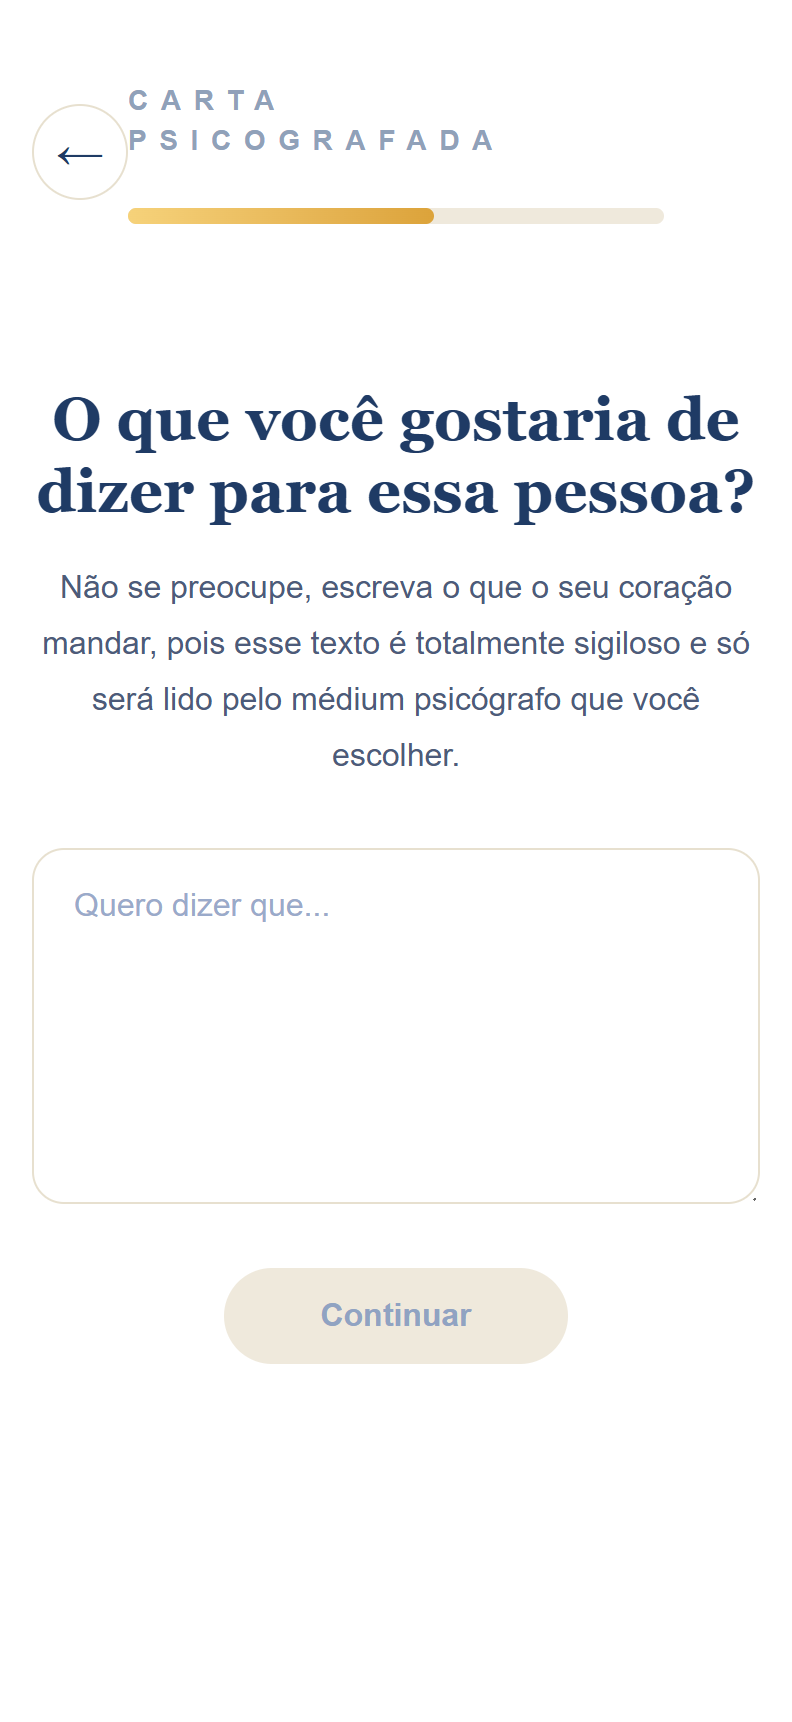 CARTA
PSICOGRAFADA
O que você gostaria de
dizer para essa pessoa?
Não se preocupe, escreva o que o seu coração
mandar, pois esse texto é totalmente sigiloso e só
será lido pelo médium psicógrafo que você
escolher.
Quero dizer que...
Continuar